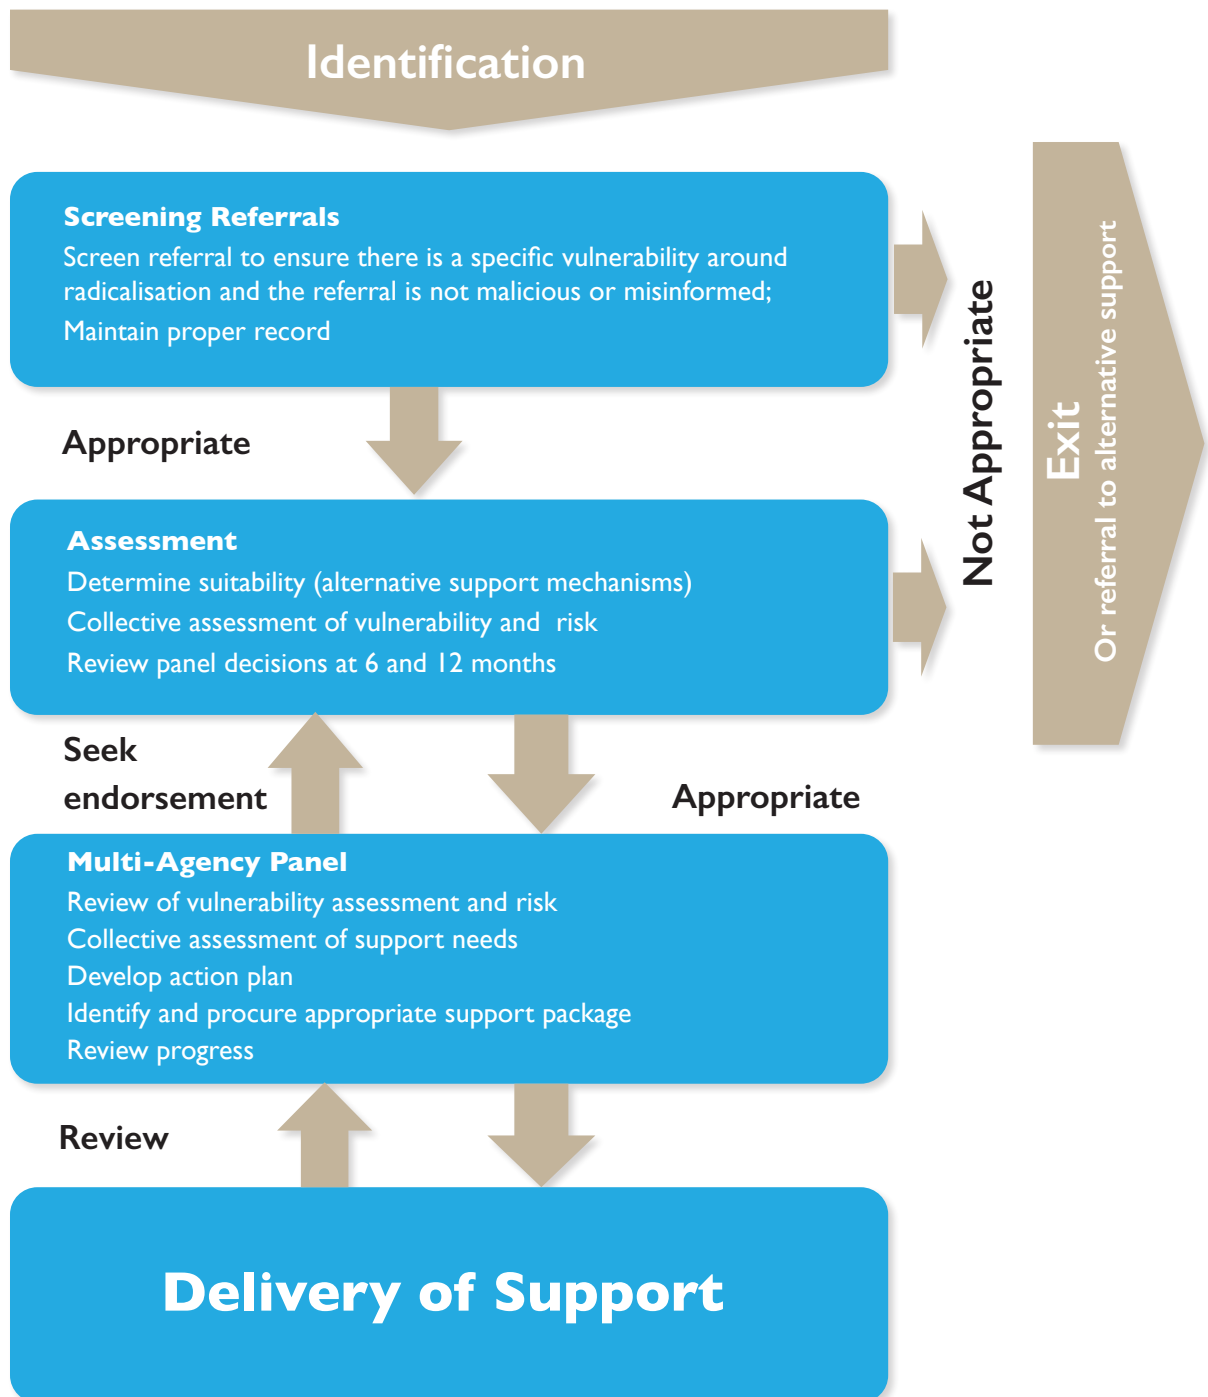 Identification
Screening Referrals
Screen referral to ensure there is a specific vulnerability around
radicalisation and the referral is not malicious or misinformed;
Maintain proper record
Appropriate
Not Appropriate
Exit
Or referral to alternative support
Assessment
Determine suitability (alternative support mechanisms)
Collective assessment of vulnerability and risk
Review panel decisions at 6 and 12 months
Seek
endorsement
Appropriate
Multi-Agency Panel
Review of vulnerability assessment and risk
Collective assessment of support needs
Develop action plan
Identify and procure appropriate support package
Review progress
Review
Delivery of Support